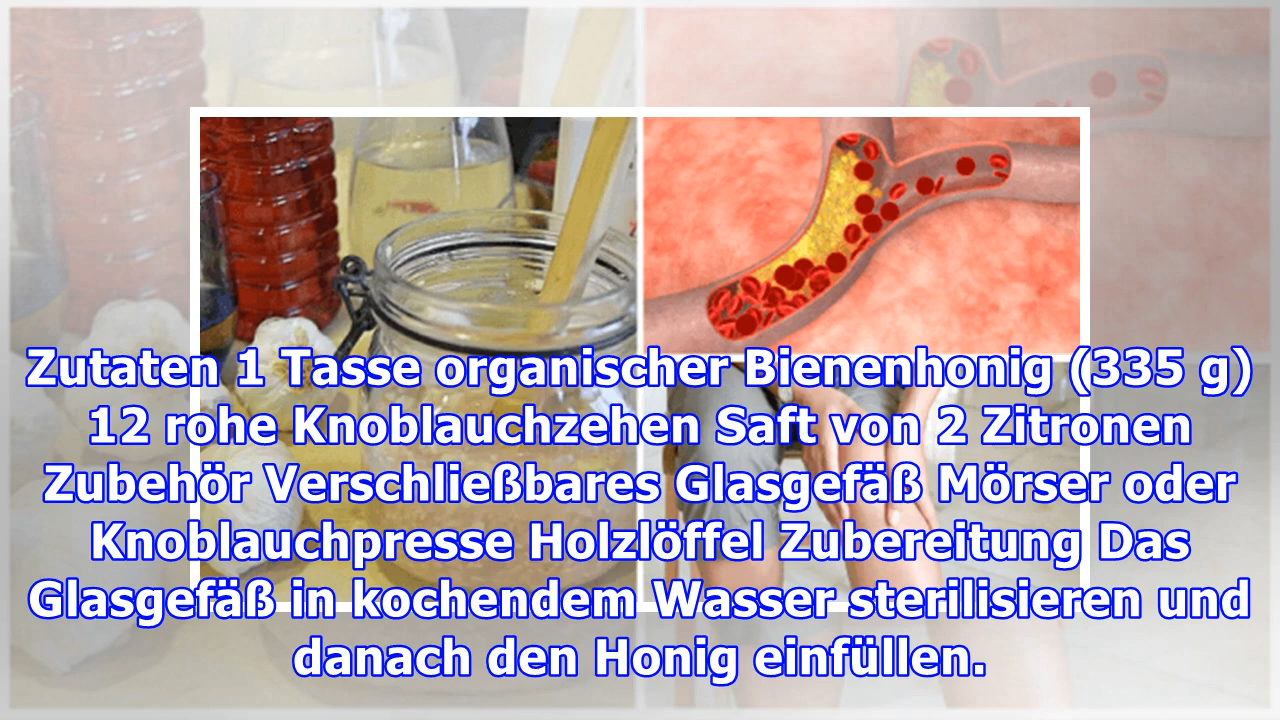 Zutaten 1 Tasse organischer Bienenhonig (335 g)
12 rohe Knoblauchzehen Saft von 2 Zitronen
Zubehör Verschließbares Glasgefäß Mörser oder
Knoblauchpresse Holzlöffel Zubereitung Das
Glasgefäß in kochendem Wasser sterilisieren und
danach den Honig einfüllen.